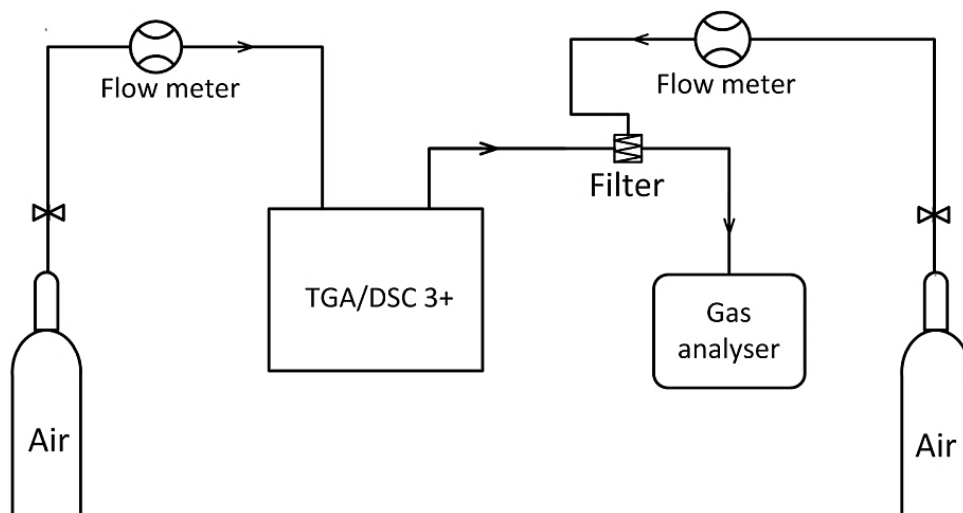 Flow meter
Flow meter
Filter
TGA/DSC 3+
Gas
analyser
Air
Air